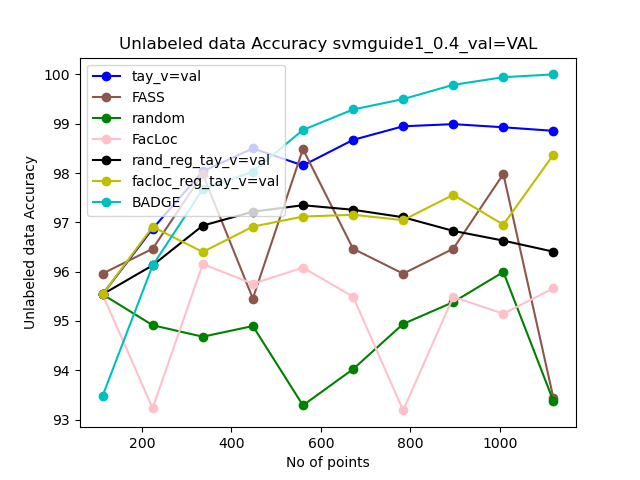 Unlabeled data Accuracy svmguide1_0.4_val=VAL
100
99
98
97
96
95
94
93
Unlabeled data Accuracy
tay_v=val
FASS
random
FacLoc
rand_reg_tay_v=val
facloc_reg_tay_v=val
BADGE
200
400
600
800
1000
No of points